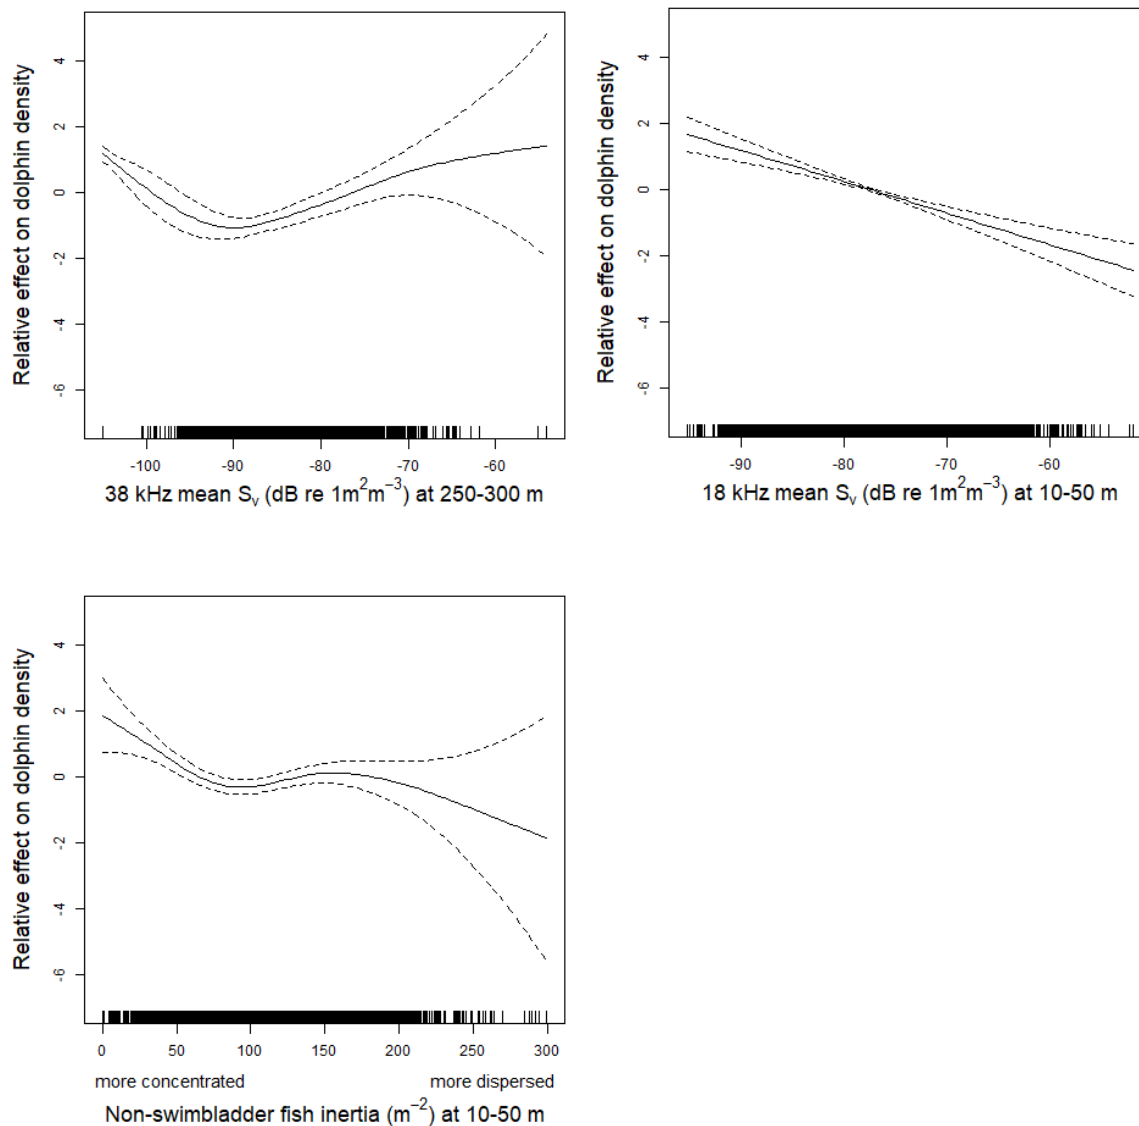 Relative effect on dolphin density
4
2
0
-2
-4
-6
-100 -90 -80 -70 -60
38 kHz mean Sᵥ (dB re 1m²m⁻³) at 250-300 m
Relative effect on dolphin density
4
2
0
-2
-4
-6
-90 -80 -70 -60
18 kHz mean Sᵥ (dB re 1m²m⁻³) at 10-50 m
Relative effect on dolphin density
4
2
0
-2
-4
-6
0 50 100 150 200 250 300
more concentrated more dispersed
Non-swimbladder fish inertia (m⁻²) at 10-50 m